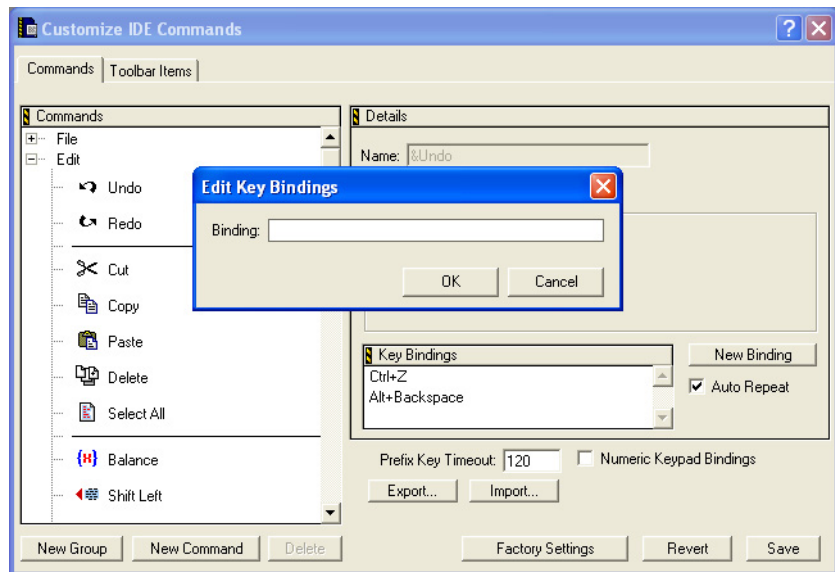 Customize IDE Commands
Commands
Toolbar Items
Commands
File
Edit
Undo
Redo
Cut
Copy
Paste
Delete
Select All
Balance
Shift Left
Details
Name: &Undo
Edit Key Bindings
Binding:
OK
Cancel
Key Bindings
Ctrl+Z
Alt+Backspace
New Binding
Auto Repeat
Prefix Key Timeout: 120
Numeric Keypad Bindings
Export...
Import...
New Group
New Command
Delete
Factory Settings
Revert
Save